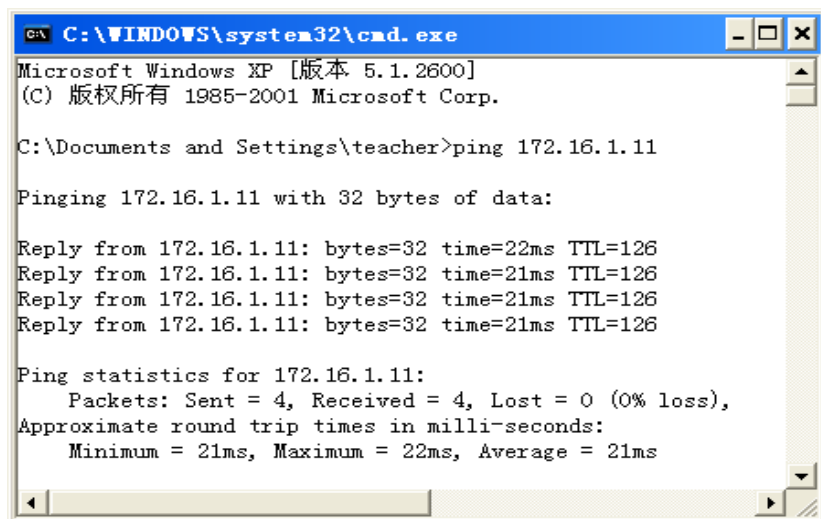 C:\WINDOWS\system32\cmd.exe
Microsoft Windows XP [版本 5.1.2600]
(C) 版权所有 1985-2001 Microsoft Corp.
C:\Documents and Settings\teacher>ping 172.16.1.11
Pinging 172.16.1.11 with 32 bytes of data:
Reply from 172.16.1.11: bytes=32 time=22ms TTL=126
Reply from 172.16.1.11: bytes=32 time=21ms TTL=126
Reply from 172.16.1.11: bytes=32 time=21ms TTL=126
Reply from 172.16.1.11: bytes=32 time=21ms TTL=126
Ping statistics for 172.16.1.11:
Packets: Sent = 4, Received = 4, Lost = 0 (0% loss),
Approximate round trip times in milli-seconds:
Minimum = 21ms, Maximum = 22ms, Average = 21ms